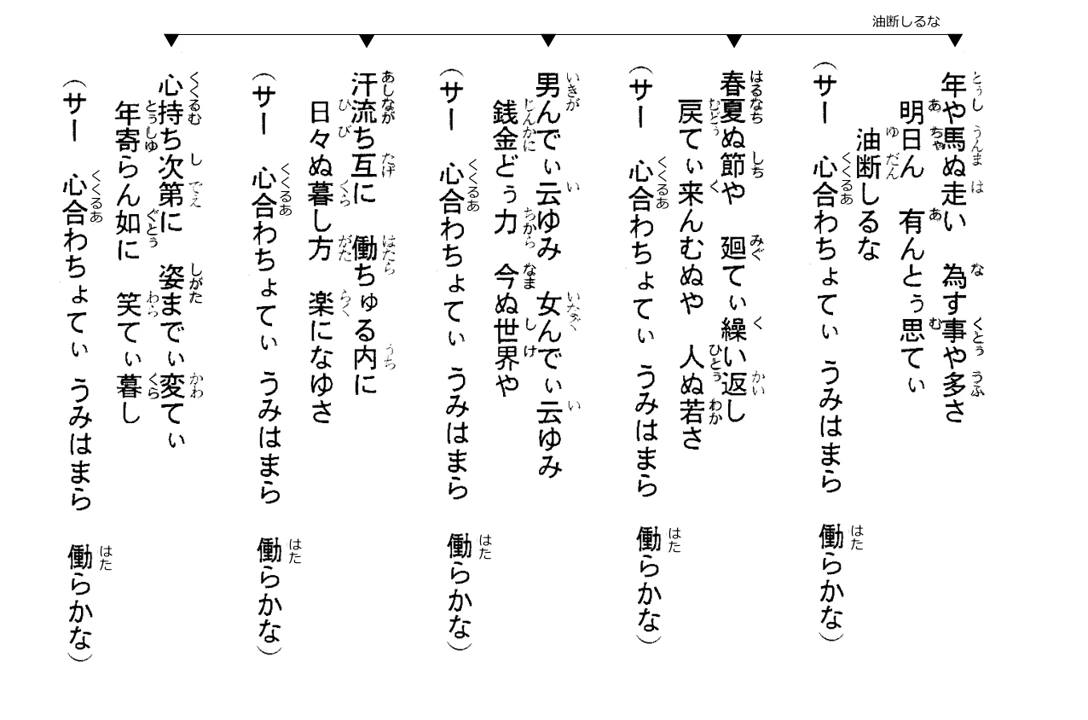 油断しるな
年や馬ぬ走い　為す事や多さ
明日ん　有んとぅ思てぃ
油断しるな
（サー　心合わちょてぃ　うみはまら　働らかな）
春夏ぬ節や　廻てぃ繰い返し
戻てぃ来んむぬや　人ぬ若さ
（サー　心合わちょてぃ　うみはまら　働らかな）
男んでぃ云ゆみ　女んでぃ云ゆみ
銭金どぅ力　今ぬ世界や
（サー　心合わちょてぃ　うみはまら　働らかな）
汗流ち互に　働ちゅる内に
日々ぬ暮し方　楽になゆさ
（サー　心合わちょてぃ　うみはまら　働らかな）
心持ち次第に　姿までぃ変てぃ
年寄らん如に　笑てぃ暮し
（サー　心合わちょてぃ　うみはまら　働らかな）